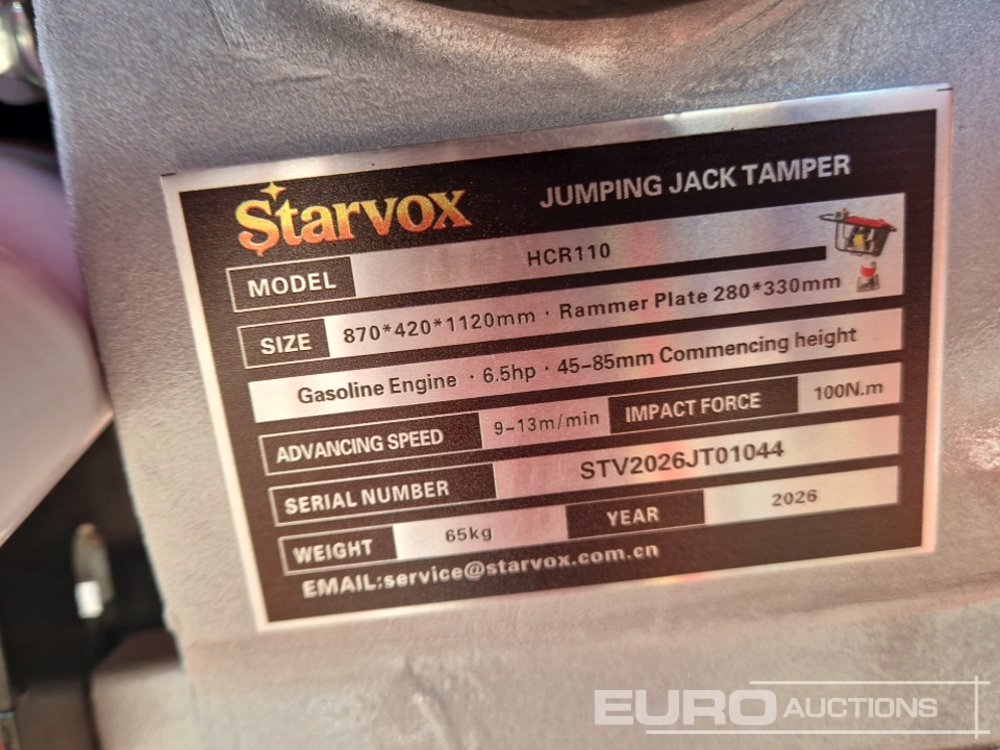 Starvox JUMPING JACK TAMPER
MODEL HCR110
SIZE 870*420*1120mm · Rammer Plate 280*330mm
Gasoline Engine · 6.5hp · 45-85mm Commencing height
ADVANCING SPEED 9-13m/min IMPACT FORCE 100N.m
SERIAL NUMBER STV2026JT01044
WEIGHT 65kg YEAR 2026
EMAIL:service@starvox.com.cn
EURO AUCTIONS